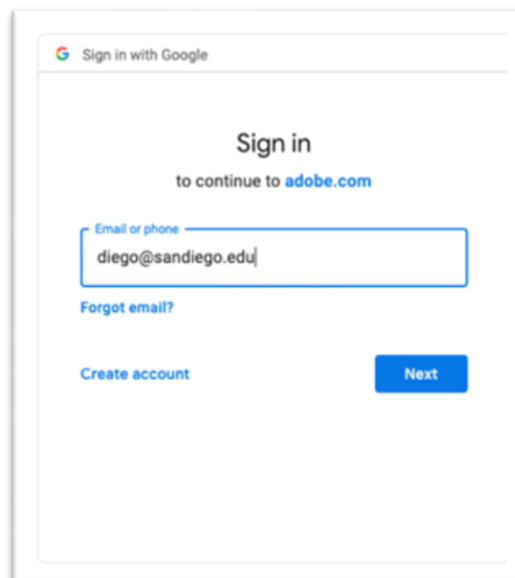 Sign in with Google
Sign in
to continue to adobe.com
Email or phone
diego@sandiego.edu
Forgot email?
Create account
Next